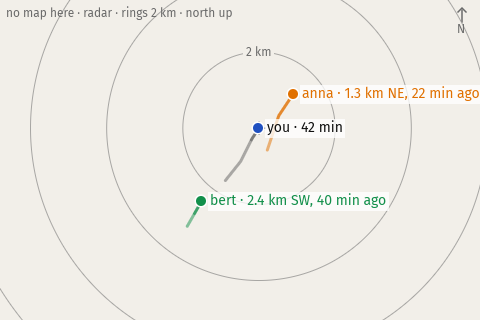 no map here · radar · rings 2 km · north up
N
2 km
anna · 1.3 km NE, 22 min ago
you · 42 min
bert · 2.4 km SW, 40 min ago